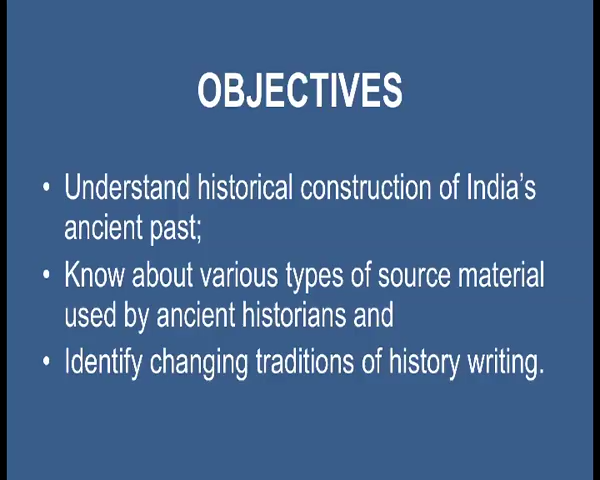 OBJECTIVES
• Understand historical construction of India's
ancient past;
• Know about various types of source material
used by ancient historians and
• Identify changing traditions of history writing.